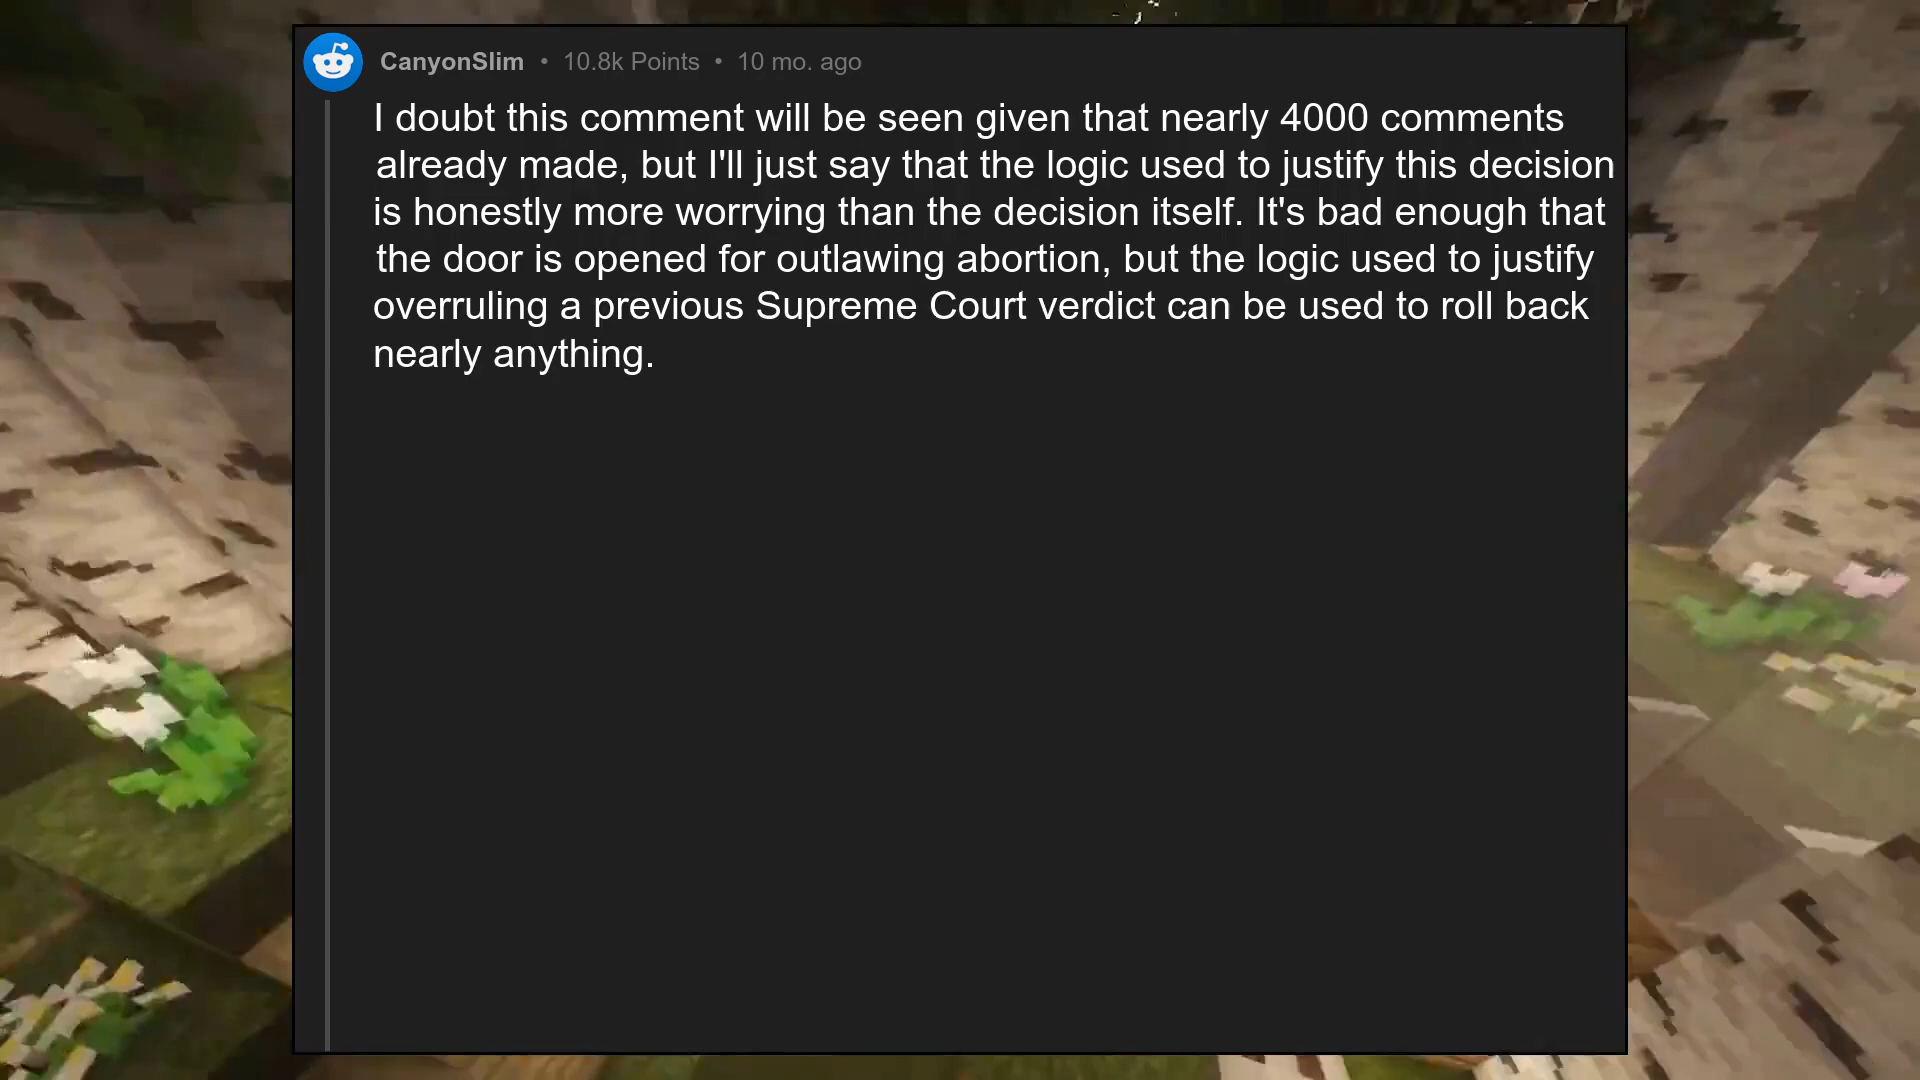 CanyonSlim • 10.8k Points • 10 mo. ago
I doubt this comment will be seen given that nearly 4000 comments
already made, but I'll just say that the logic used to justify this decision
is honestly more worrying than the decision itself. It's bad enough that
the door is opened for outlawing abortion, but the logic used to justify
overruling a previous Supreme Court verdict can be used to roll back
nearly anything.